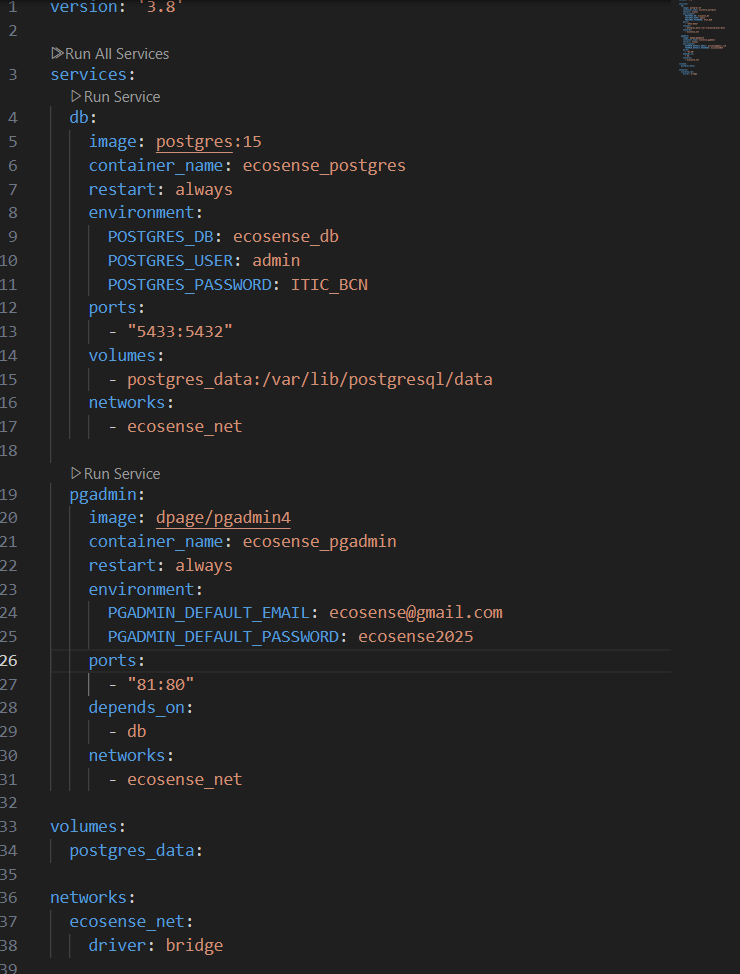 1 version: '3.8'
2
Run All Services
3 services:
Run Service
4   db:
5     image: postgres:15
6     container_name: ecosense_postgres
7     restart: always
8     environment:
9       POSTGRES_DB: ecosense_db
10       POSTGRES_USER: admin
11       POSTGRES_PASSWORD: ITIC_BCN
12     ports:
13       - "5433:5432"
14     volumes:
15       - postgres_data:/var/lib/postgresql/data
16     networks:
17       - ecosense_net
18
Run Service
19   pgadmin:
20     image: dpage/pgadmin4
21     container_name: ecosense_pgadmin
22     restart: always
23     environment:
24       PGADMIN_DEFAULT_EMAIL: ecosense@gmail.com
25       PGADMIN_DEFAULT_PASSWORD: ecosense2025
26     ports:
27       - "81:80"
28     depends_on:
29       - db
30     networks:
31       - ecosense_net
32
33 volumes:
34   postgres_data:
35
36 networks:
37   ecosense_net:
38     driver: bridge
39